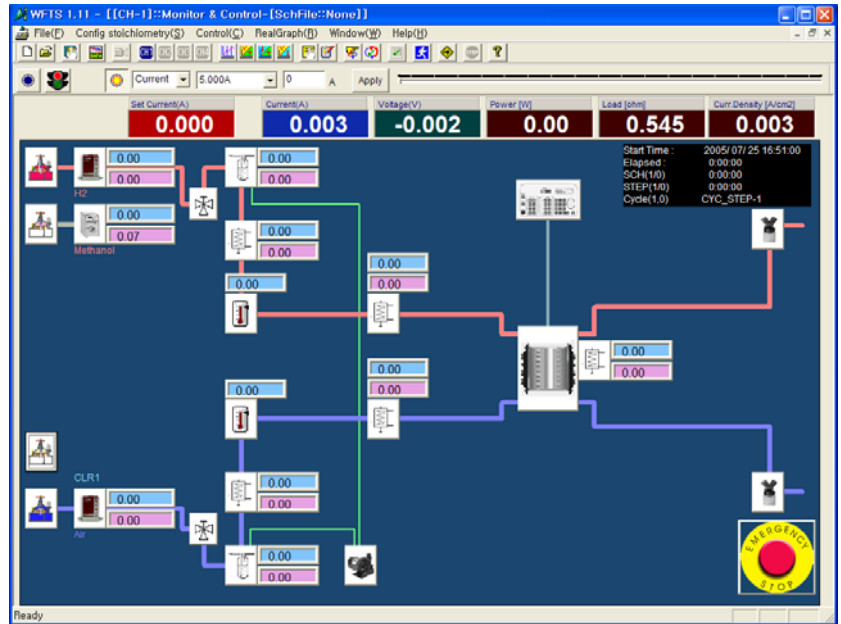 WFTS 1.11 - [[CH-1]::Monitor & Control-[SchFile::None]]
File(F) Config stoichiometry(S) Control(C) RealGraph(R) Window(W) Help(H)
Current 5.000A 0 A Apply
Set Current(A) Current(A) Voltage(V) Power [W] Load [ohm] Curr.Density [A/cm2]
0.000 0.003 -0.002 0.00 0.545 0.003
Start Time : 2005/07/25 16:51:00
Elapsed : 0:00:00
SCH(1/0) 0:00:00
STEP(1/0) 0:00:00
Cycle(1,0) CYC_STEP-1
0.00 0.00
0.00 0.00
H2
0.00
0.07
Methanol
0.00
0.00
0.00
0.00
0.00
0.00
0.00
0.00
0.00
0.00
0.00
CLR1
0.00
0.00
Air
0.00
0.00
0.00
0.00
EMERGENCY
STOP
Ready